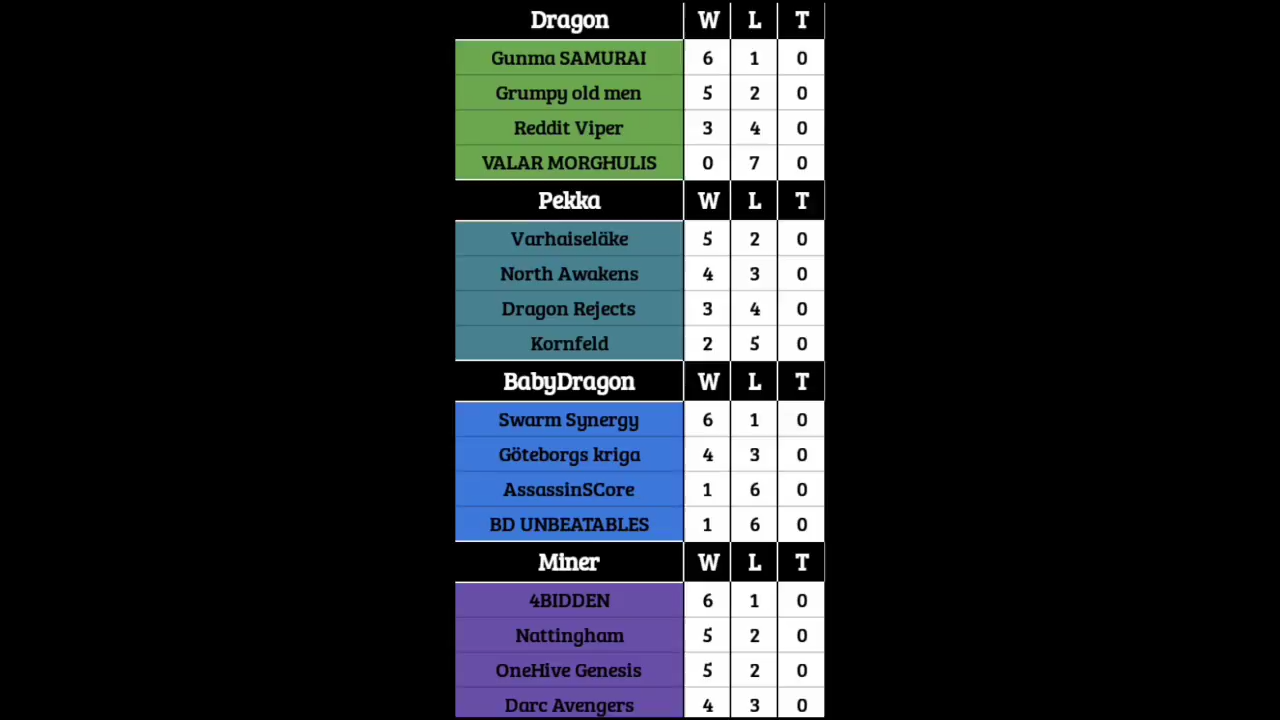 Dragon W L T
Gunma SAMURAI 6 1 0
Grumpy old men 5 2 0
Reddit Viper 3 4 0
VALAR MORGHULIS 0 7 0
Pekka W L T
Varhaiseläke 5 2 0
North Awakens 4 3 0
Dragon Rejects 3 4 0
Kornfeld 2 5 0
BabyDragon W L T
Swarm Synergy 6 1 0
Göteborgs kriga 4 3 0
AssassinSCore 1 6 0
BD UNBEATABLES 1 6 0
Miner W L T
4BIDDEN 6 1 0
Nattingham 5 2 0
OneHive Genesis 5 2 0
Darc Avengers 4 3 0